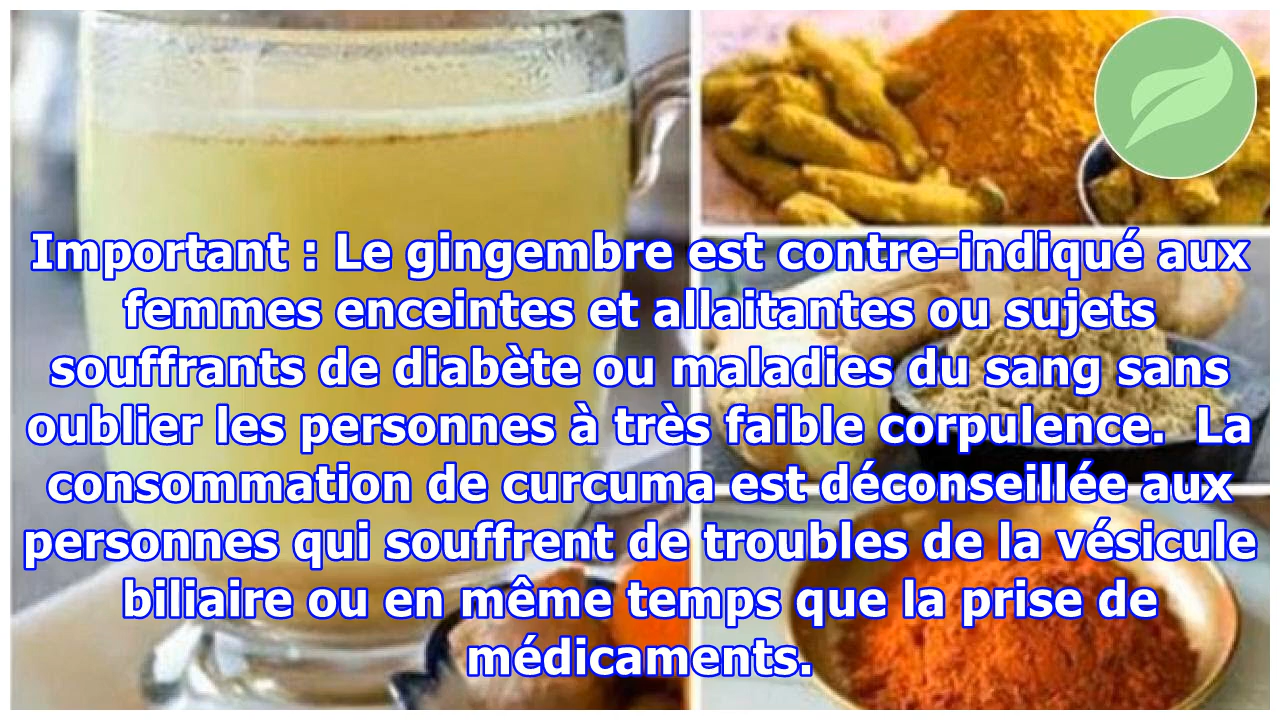 Important : Le gingembre est contre-indiqué aux
femmes enceintes et allaitantes ou sujets
souffrants de diabète ou maladies du sang sans
oublier les personnes à très faible corpulence.  La
consommation de curcuma est déconseillée aux
personnes qui souffrent de troubles de la vésicule
biliaire ou en même temps que la prise de
médicaments.